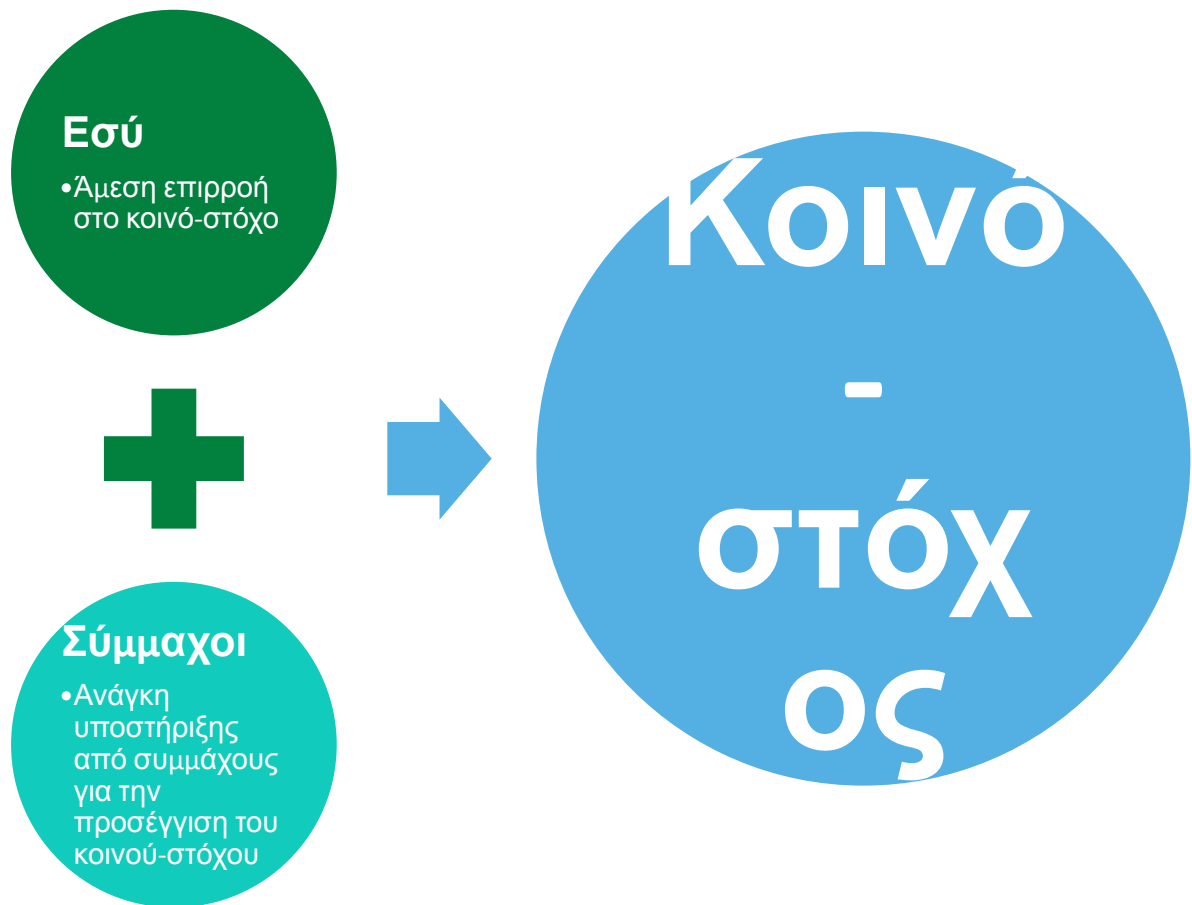 Εσύ
•Άμεση επιρροή
στο κοινό-στόχο
Σύμμαχοι
•Ανάγκη
υποστήριξης
από συμμάχους
για την
προσέγγιση του
κοινού-στόχου
Κοινό
-
στόχ
ος